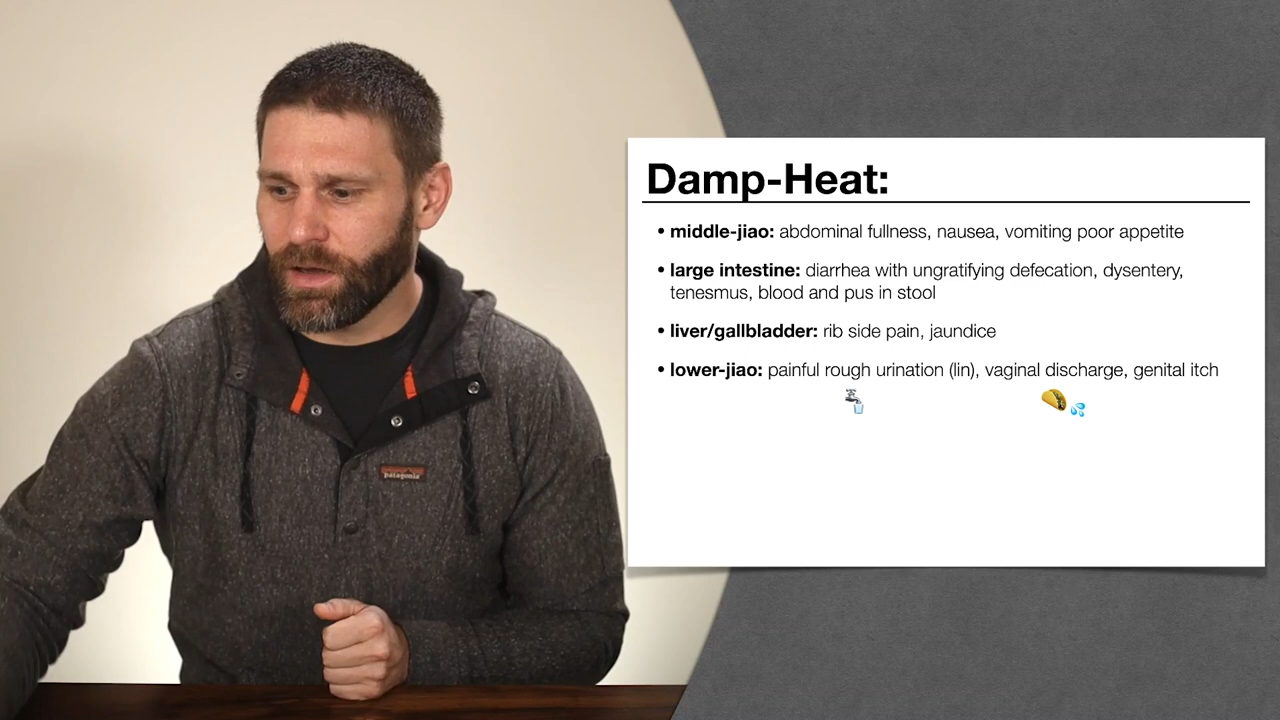 Damp-Heat:
• middle-jiao: abdominal fullness, nausea, vomiting poor appetite
• large intestine: diarrhea with ungratifying defecation, dysentery,
tenesmus, blood and pus in stool
• liver/gallbladder: rib side pain, jaundice
• lower-jiao: painful rough urination (lin), vaginal discharge, genital itch
patagonia